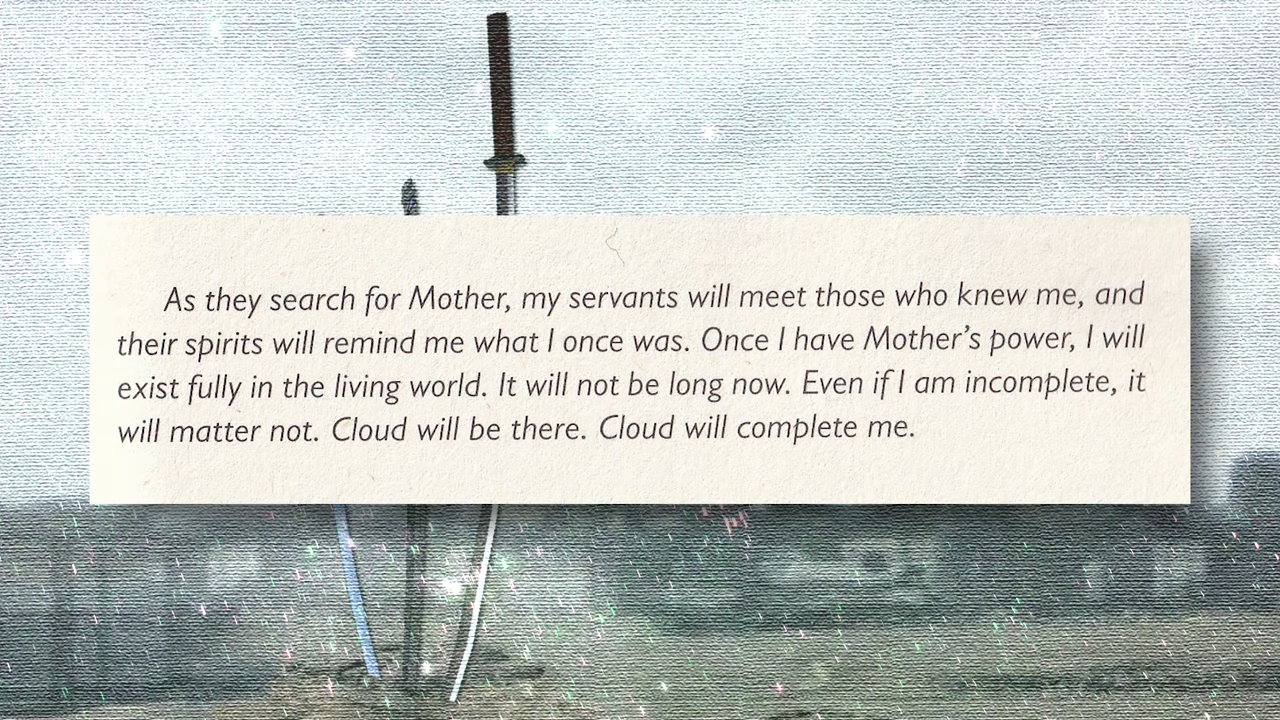 As they search for Mother, my servants will meet those who knew me, and
their spirits will remind me what once was. Once I have Mother's power, I will
exist fully in the living world. It will not be long now. Even if I am incomplete, it
will matter not. Cloud will be there. Cloud will complete me.